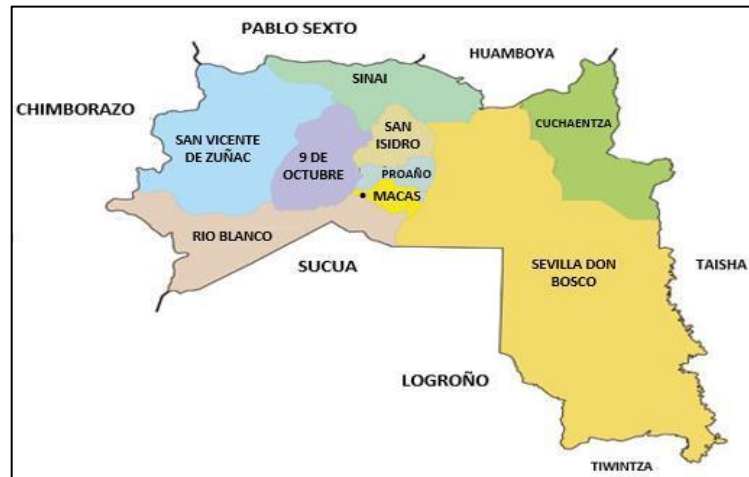 PABLO SEXTO
HUAMBOYA
SINAI
CHIMBORAZO
CUCHAENTZA
SAN VICENTE
DE ZUÑAC
9 DE
OCTUBRE
SAN
ISIDRO
PROAÑO
MACAS
RIO BLANCO
SUCUA
SEVILLA DON
BOSCO
TAISHA
LOGROÑO
TIWINTZA